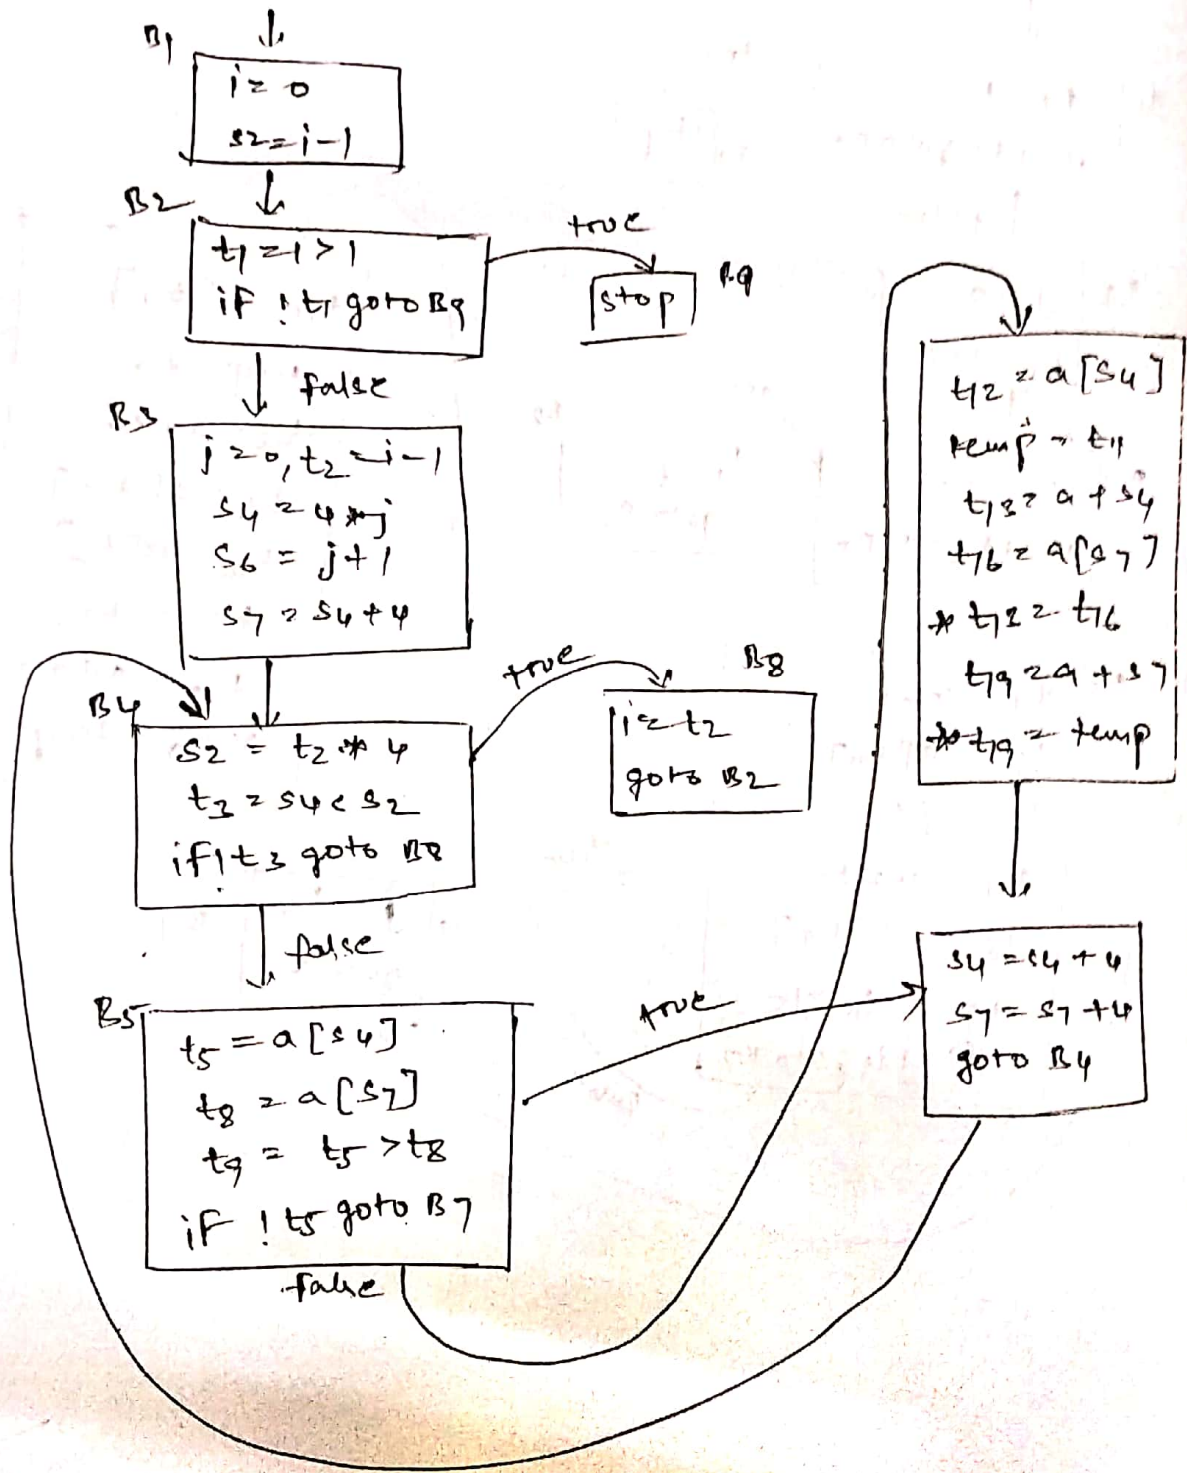 B1
i = 0
s2 = i-1
B2
t1 = 1 > 1
if ! t1 goto B9
true
B9
stop
false
B3
j = 0, t2 = i-1
s4 = 4 * j
S6 = j + 1
s7 = s4 + 4
B4
s2 = t2 * 4
t3 = s4 < s2
if ! t3 goto B8
true
B8
i = t2
goto B2
false
B5
t5 = a[s4]
t8 = a[s7]
t9 = t5 > t8
if ! t5 goto B7
true
false
t12 = a[s4]
temp = t11
t13 = a + s4
t16 = a[s7]
* t12 = t16
t19 = a + s7
* t19 = temp
s4 = s4 + 4
s7 = s7 + 4
goto B4